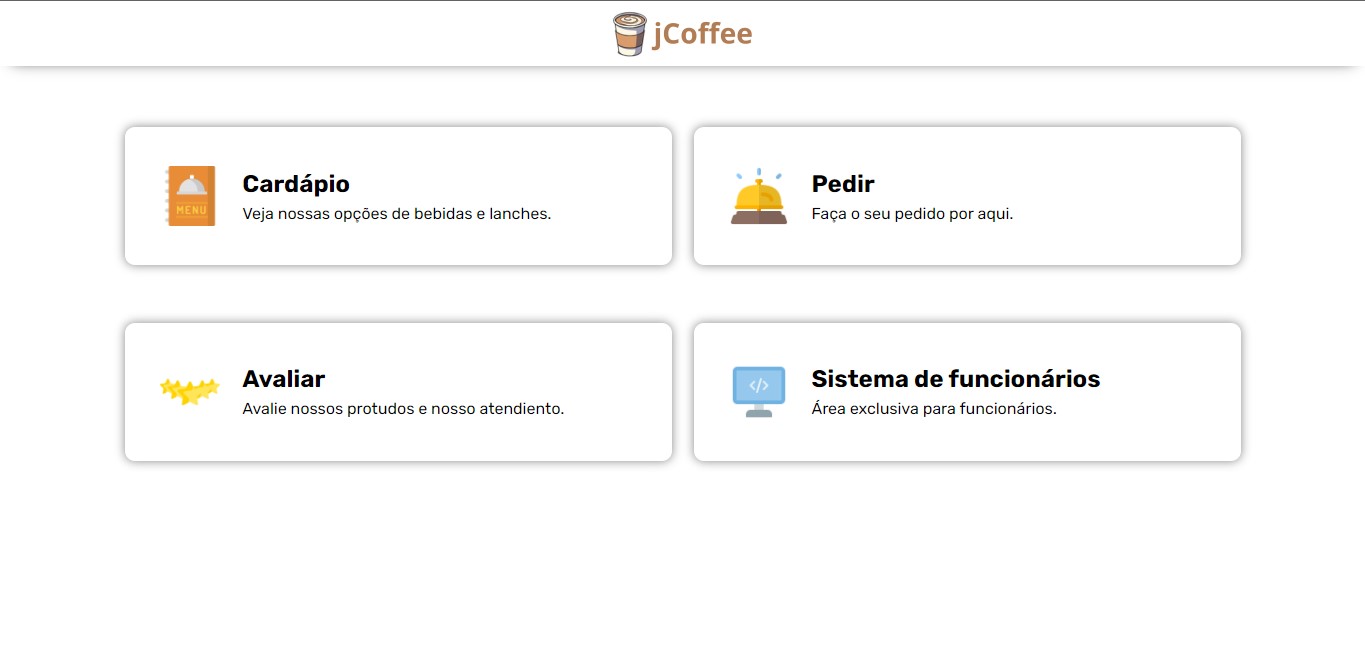 jCoffee
Cardápio
Veja nossas opções de bebidas e lanches.
MENU
Pedir
Faça o seu pedido por aqui.
Avaliar
Avalie nossos protudos e nosso atendiento.
Sistema de funcionários
</>
Área exclusiva para funcionários.